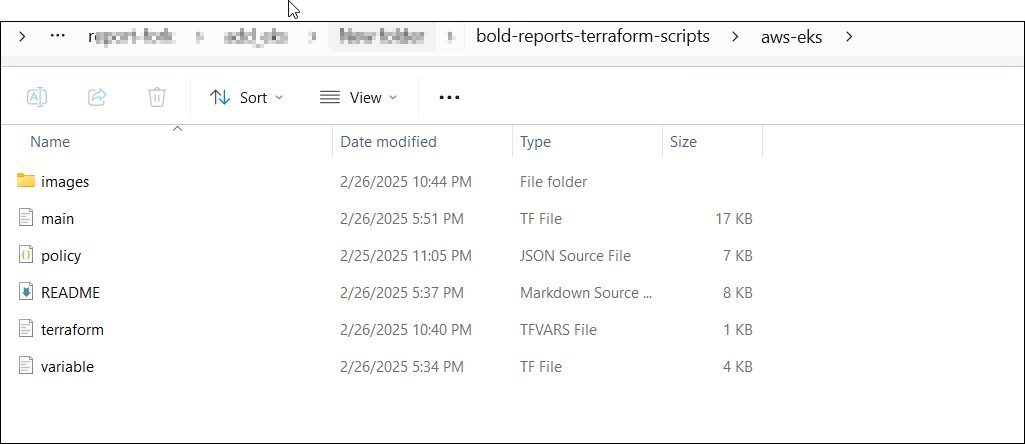 bold-reports-terraform-scripts > aws-eks >
Sort View
Name Date modified Type Size
images 2/26/2025 10:44 PM File folder
main 2/26/2025 5:51 PM TF File 17 KB
policy 2/25/2025 11:05 PM JSON Source File 7 KB
README 2/26/2025 5:37 PM Markdown Source ... 8 KB
terraform 2/26/2025 10:40 PM TFVARS File 1 KB
variable 2/26/2025 5:34 PM TF File 4 KB